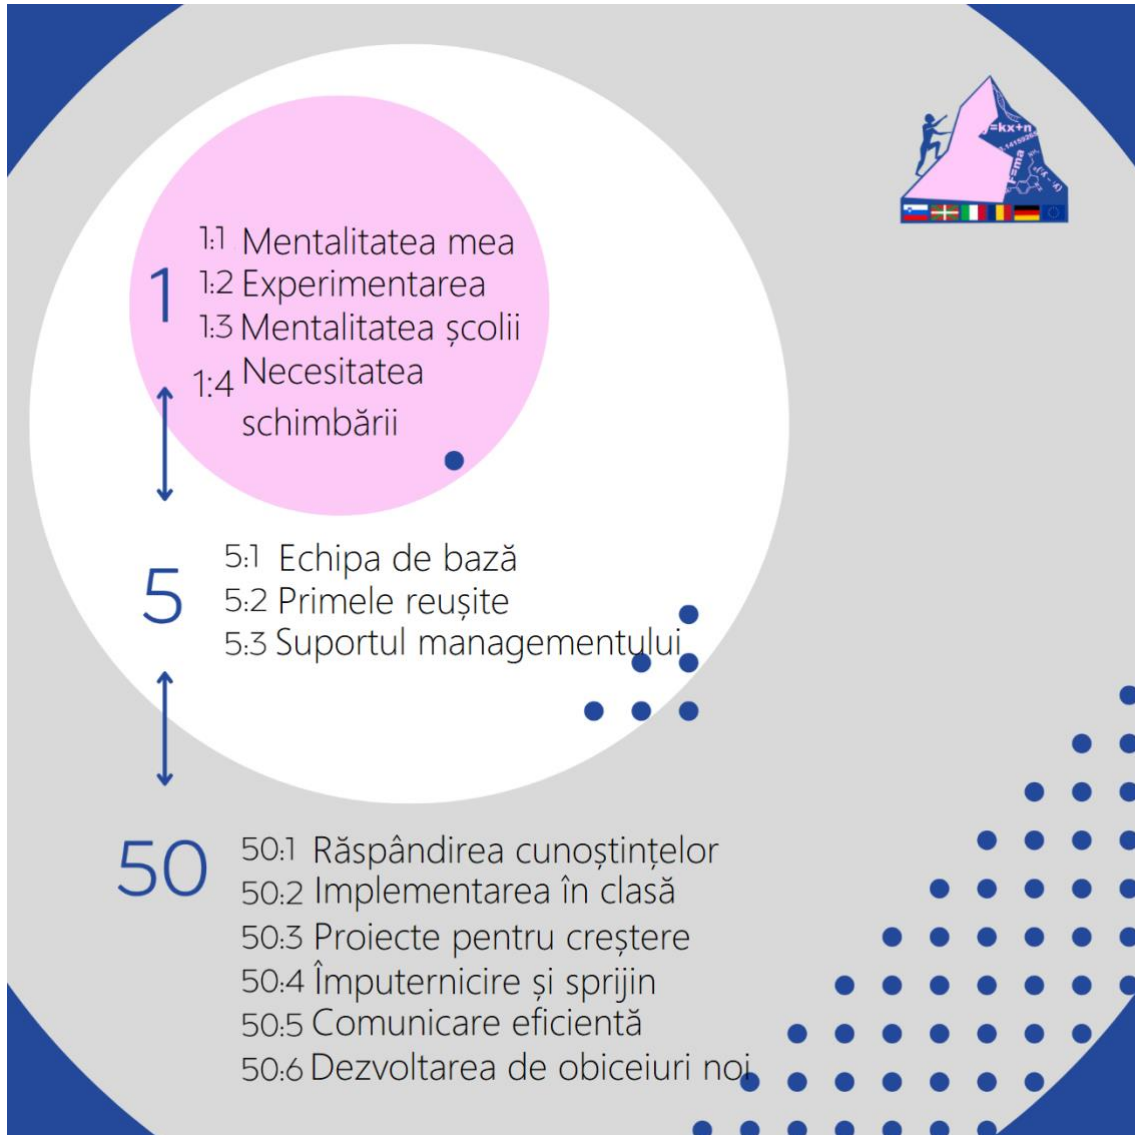 y=kx+n
F=ma
1
1:1 Mentalitatea mea
1:2 Experimentarea
1:3 Mentalitatea școlii
1:4 Necesitatea
schimbării
5
5:1 Echipa de bază
5:2 Primele reușite
5:3 Suportul managementului
50
50:1 Răspândirea cunoștințelor
50:2 Implementarea în clasă
50:3 Proiecte pentru creștere
50:4 Împuternicire și sprijin
50:5 Comunicare eficientă
50:6 Dezvoltarea de obiceiuri noi